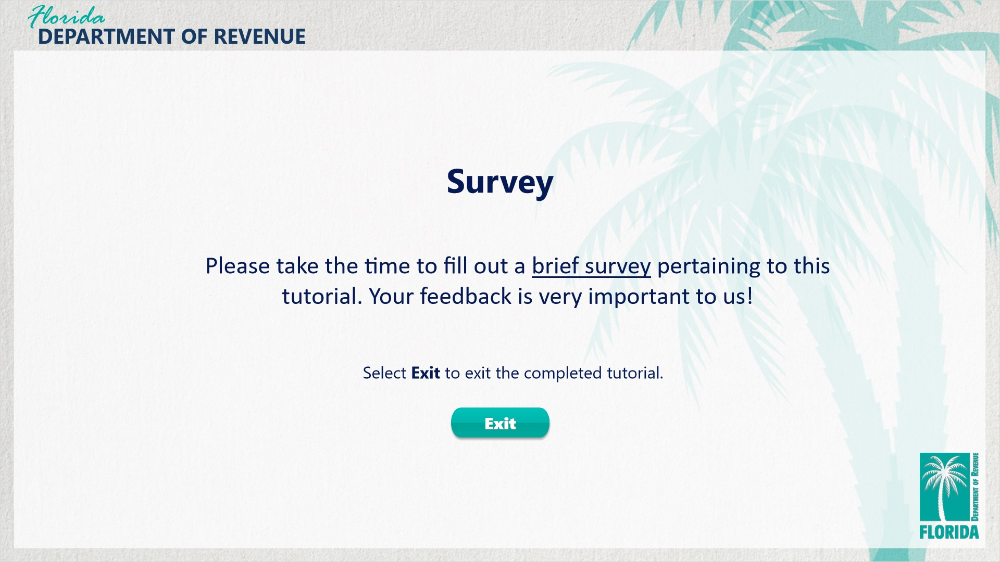 Florida
DEPARTMENT OF REVENUE
Survey
Please take the time to fill out a brief survey pertaining to this
tutorial. Your feedback is very important to us!
Select Exit to exit the completed tutorial.
Exit
DEPARTMENT OF REVENUE
FLORIDA